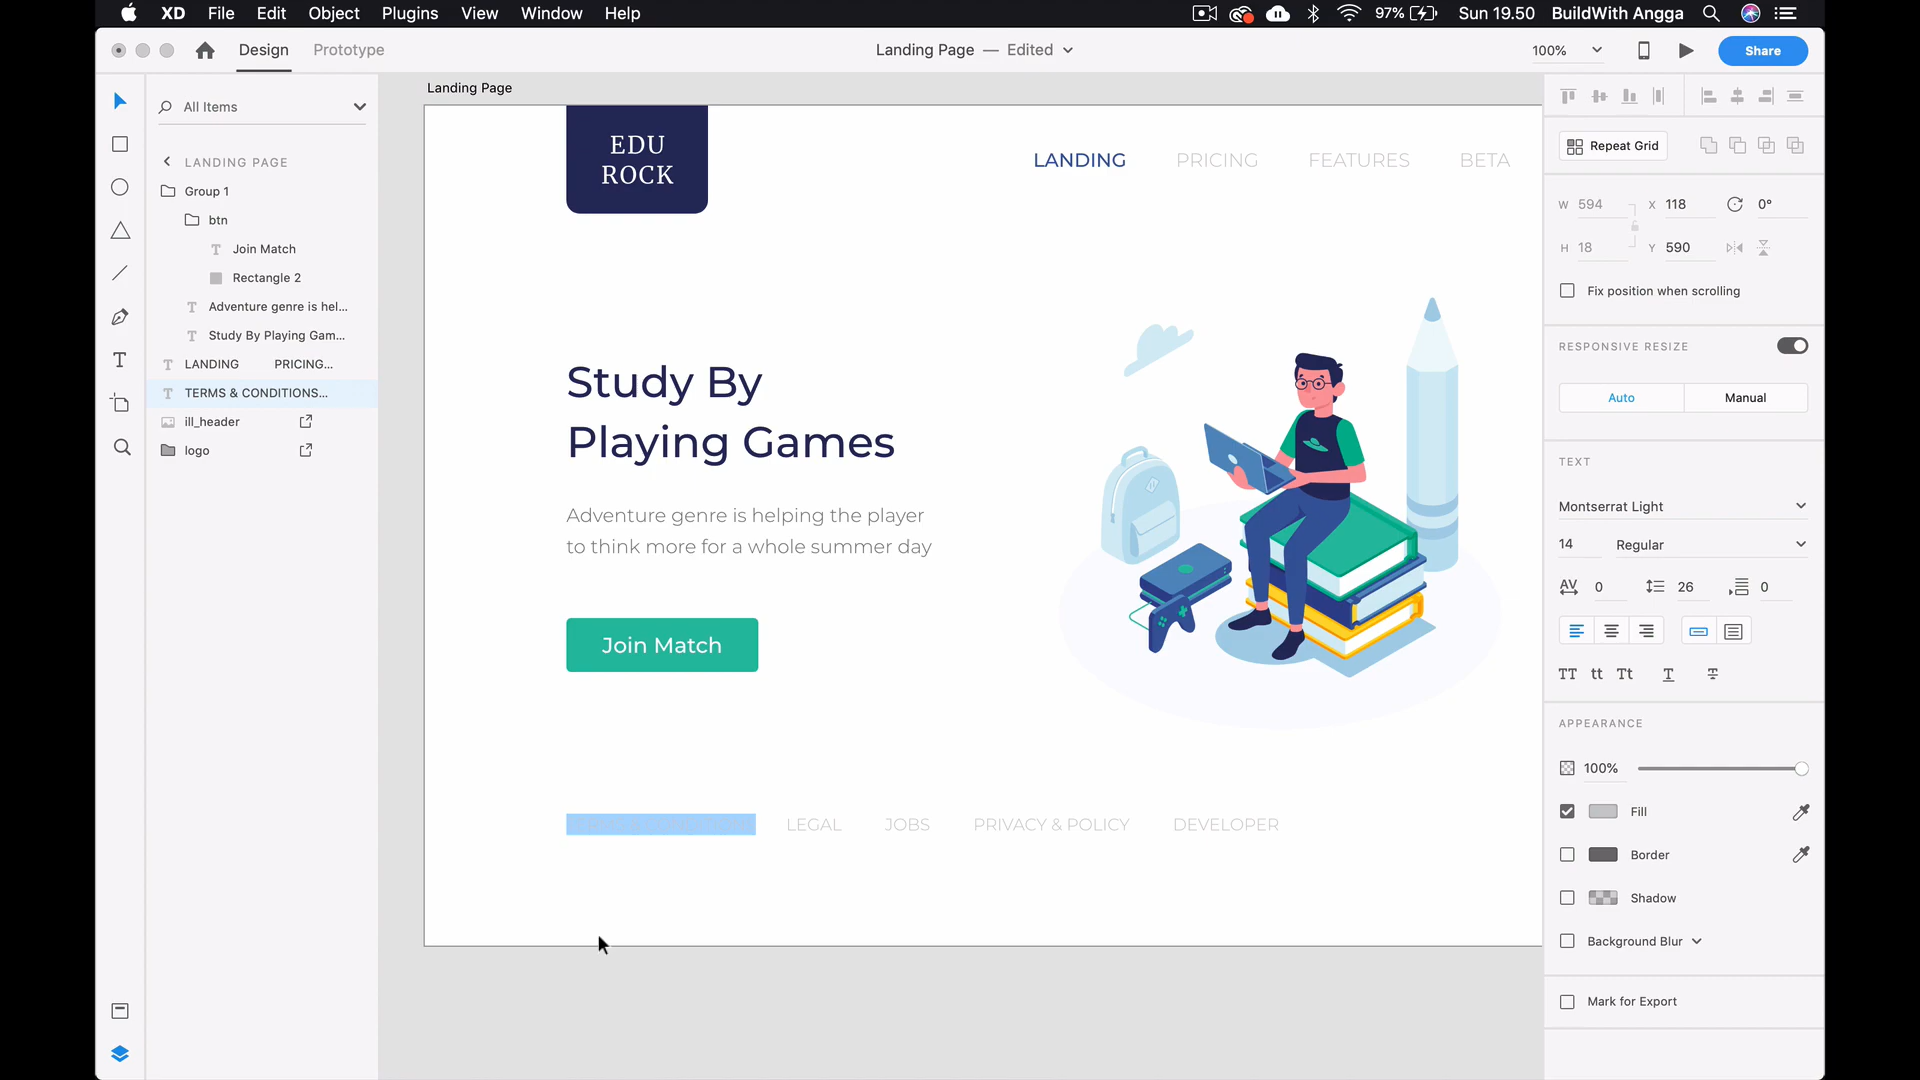 XD File Edit Object Plugins View Window Help
97% Sun 19.50 BuildWith Angga
Design Prototype
Landing Page — Edited
100%
Share
All Items
LANDING PAGE
Group 1
btn
Join Match
Rectangle 2
Adventure genre is hel...
Study By Playing Gam...
LANDING PRICING...
TERMS & CONDITIONS...
ill_header
logo
Landing Page
EDU
ROCK
LANDING PRICING FEATURES BETA
Study By
Playing Games
Adventure genre is helping the player
to think more for a whole summer day
Join Match
LEGAL JOBS PRIVACY & POLICY DEVELOPER
Repeat Grid
W 594 X 118 0°
H 18 Y 590
Fix position when scrolling
RESPONSIVE RESIZE
Auto Manual
TEXT
Montserrat Light
14 Regular
AV 0 26 0
TT tt Tt T T
APPEARANCE
100%
Fill
Border
Shadow
Background Blur
Mark for Export